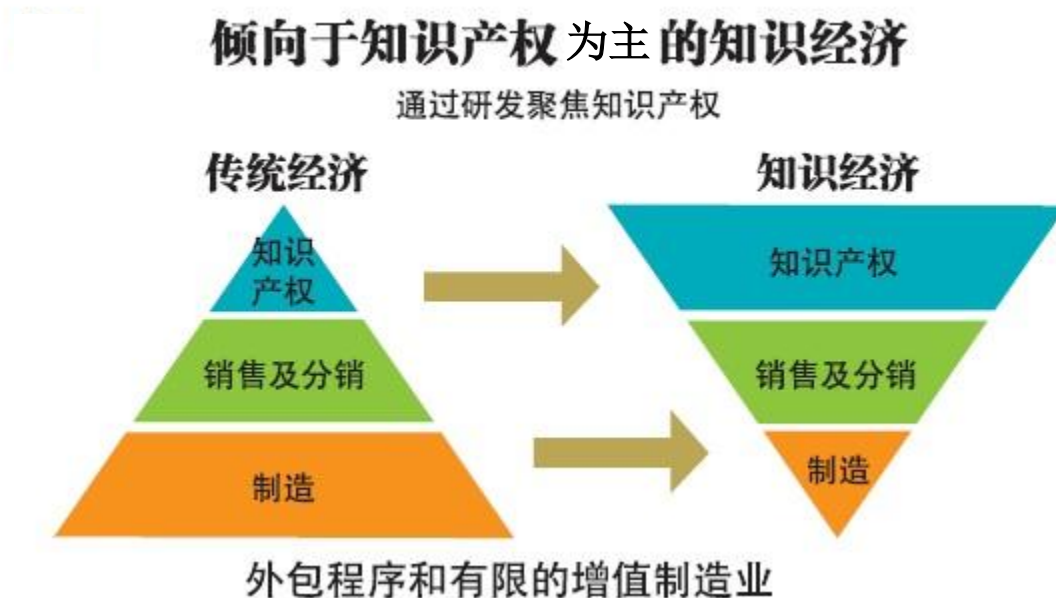 倾向于知识产权为主的知识经济
通过研发聚焦知识产权
传统经济
知识经济
知识
产权
知识产权
销售及分销
销售及分销
制造
制造
外包程序和有限的增值制造业